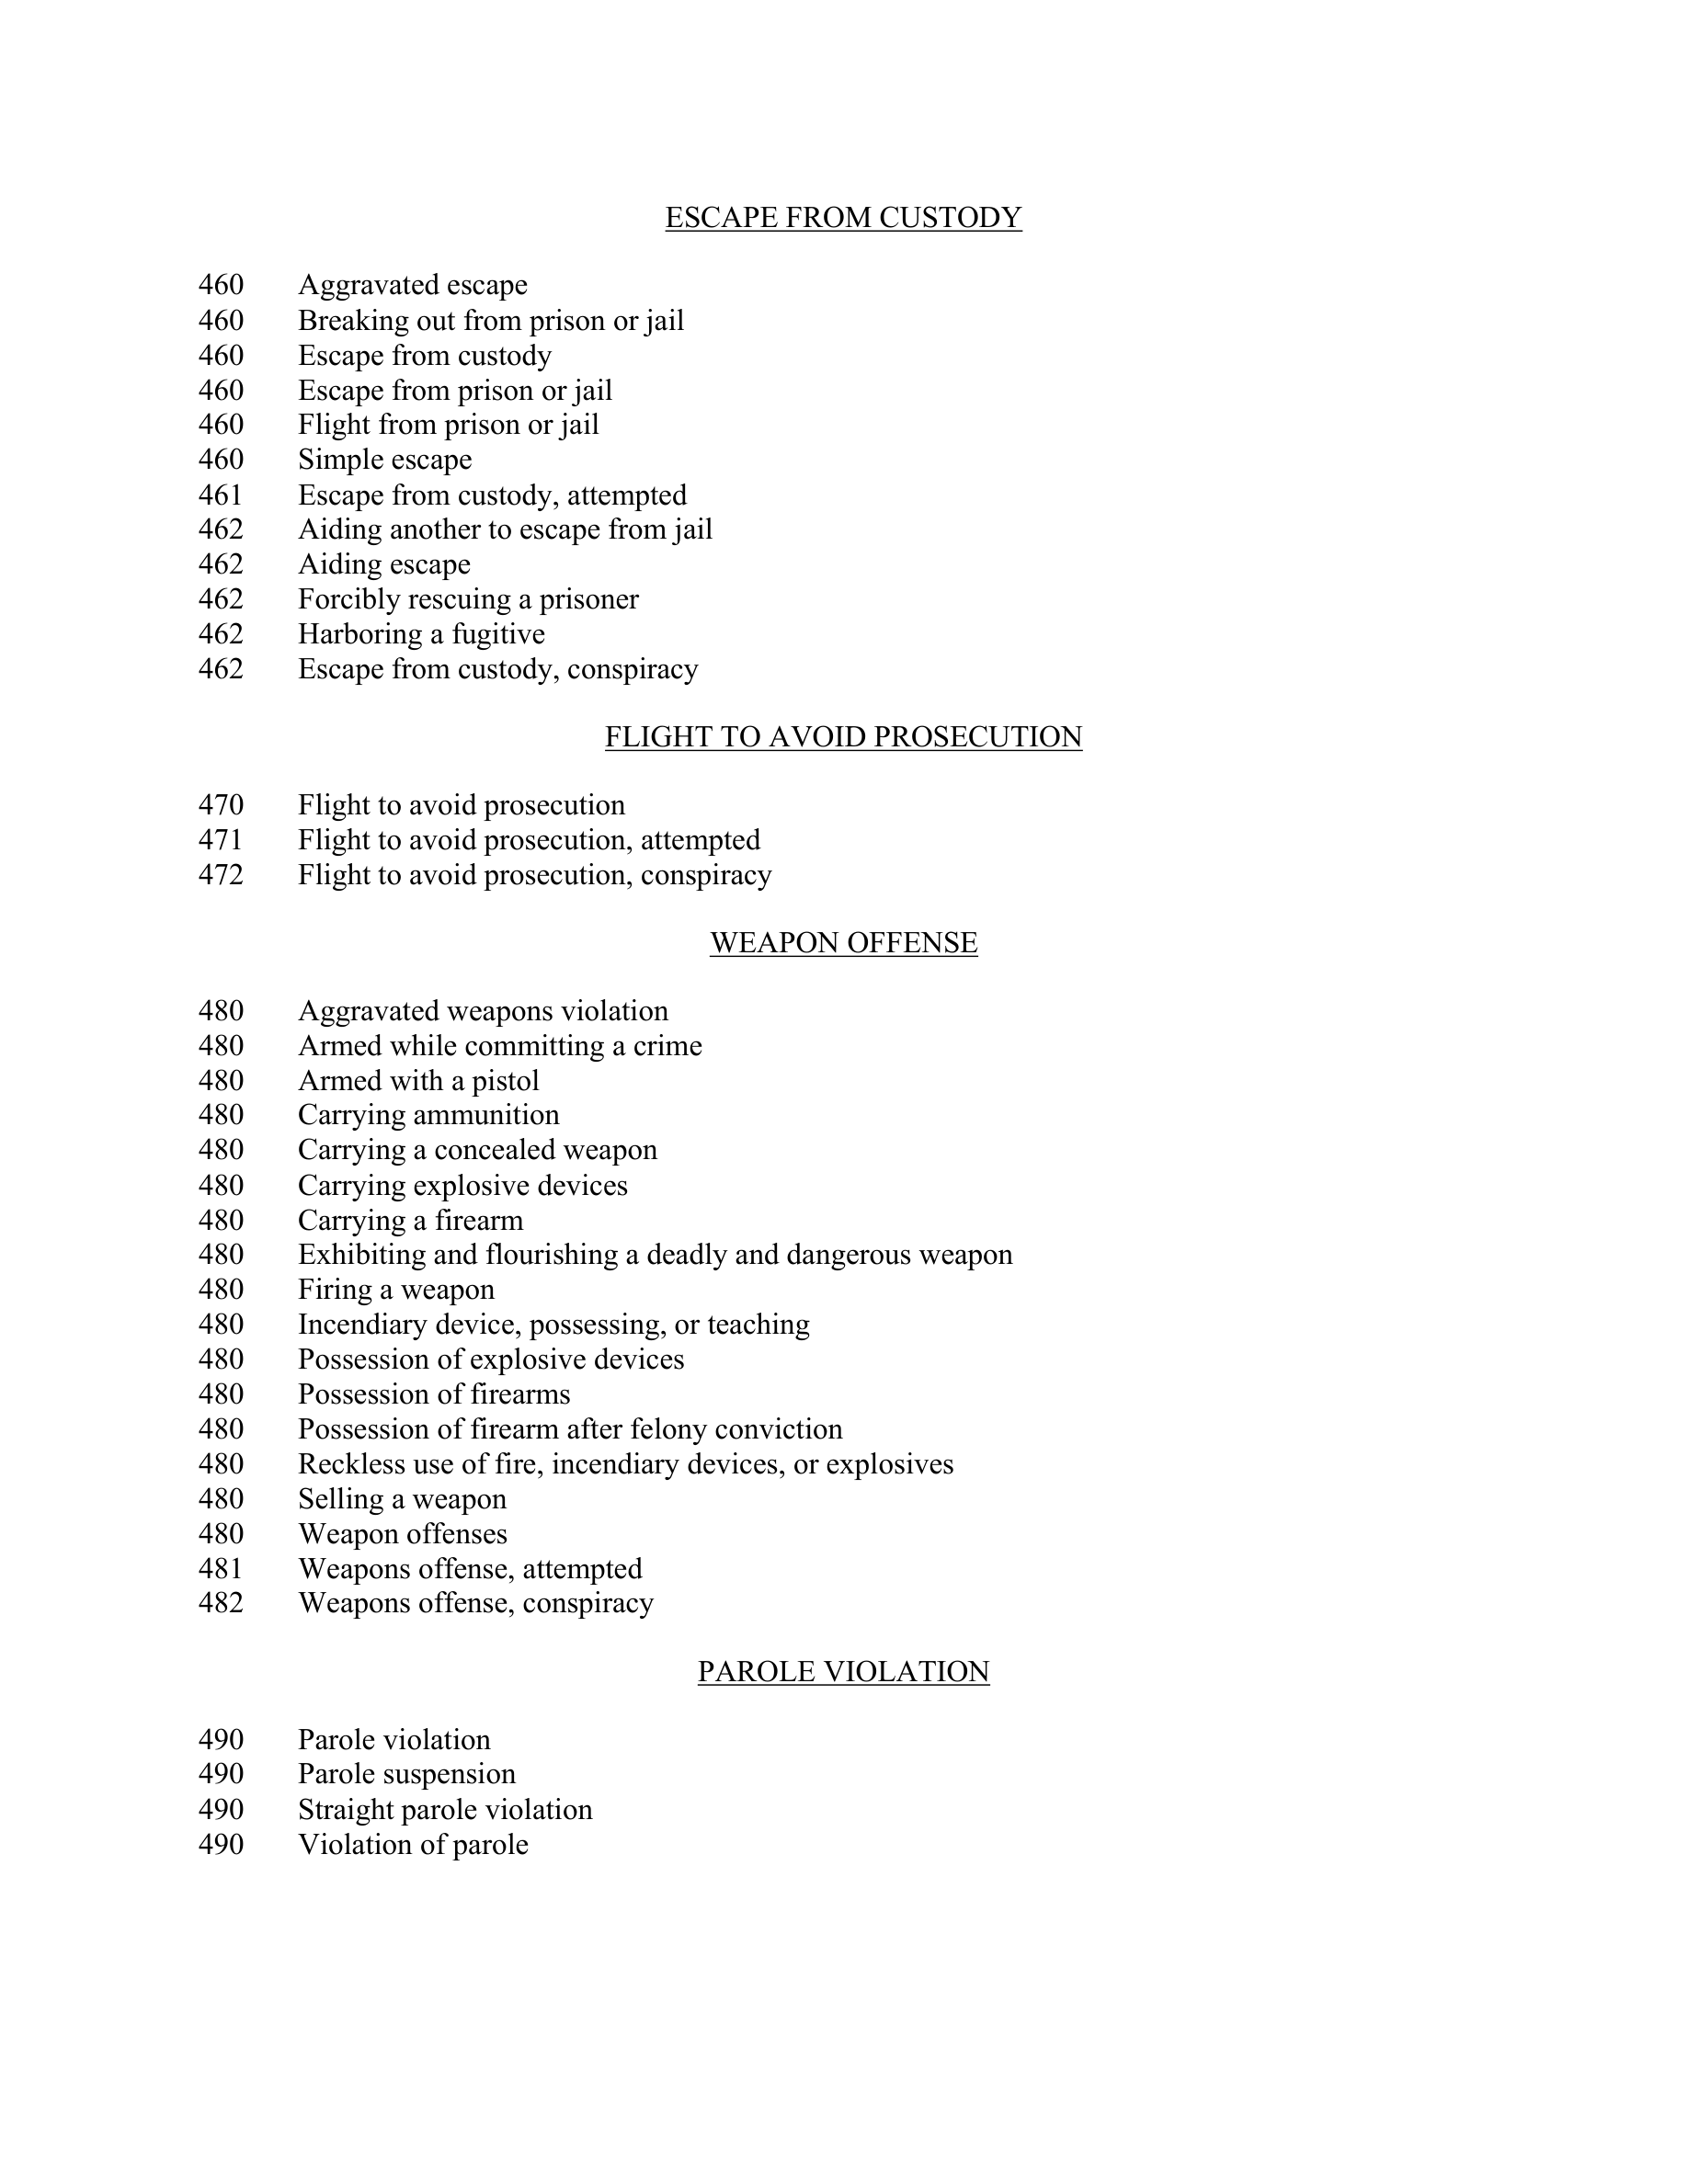 ESCAPE FROM CUSTODY
460 Aggravated escape
460 Breaking out from prison or jail
460 Escape from custody
460 Escape from prison or jail
460 Flight from prison or jail
460 Simple escape
461 Escape from custody, attempted
462 Aiding another to escape from jail
462 Aiding escape
462 Forcibly rescuing a prisoner
462 Harboring a fugitive
462 Escape from custody, conspiracy
FLIGHT TO AVOID PROSECUTION
470 Flight to avoid prosecution
471 Flight to avoid prosecution, attempted
472 Flight to avoid prosecution, conspiracy
WEAPON OFFENSE
480 Aggravated weapons violation
480 Armed while committing a crime
480 Armed with a pistol
480 Carrying ammunition
480 Carrying a concealed weapon
480 Carrying explosive devices
480 Carrying a firearm
480 Exhibiting and flourishing a deadly and dangerous weapon
480 Firing a weapon
480 Incendiary device, possessing, or teaching
480 Possession of explosive devices
480 Possession of firearms
480 Possession of firearm after felony conviction
480 Reckless use of fire, incendiary devices, or explosives
480 Selling a weapon
480 Weapon offenses
481 Weapons offense, attempted
482 Weapons offense, conspiracy
PAROLE VIOLATION
490 Parole violation
490 Parole suspension
490 Straight parole violation
490 Violation of parole